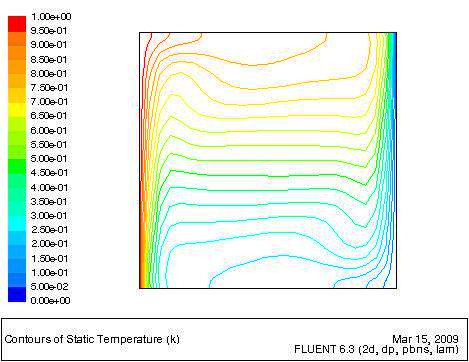 1.00e+00
9.50e-01
9.00e-01
8.50e-01
8.00e-01
7.50e-01
7.00e-01
6.50e-01
6.00e-01
5.50e-01
5.00e-01
4.50e-01
4.00e-01
3.50e-01
3.00e-01
2.50e-01
2.00e-01
1.50e-01
1.00e-01
5.00e-02
0.00e+00
Contours of Static Temperature (k)
Mar 15, 2009
FLUENT 6.3 (2d, dp, pbns, lam)